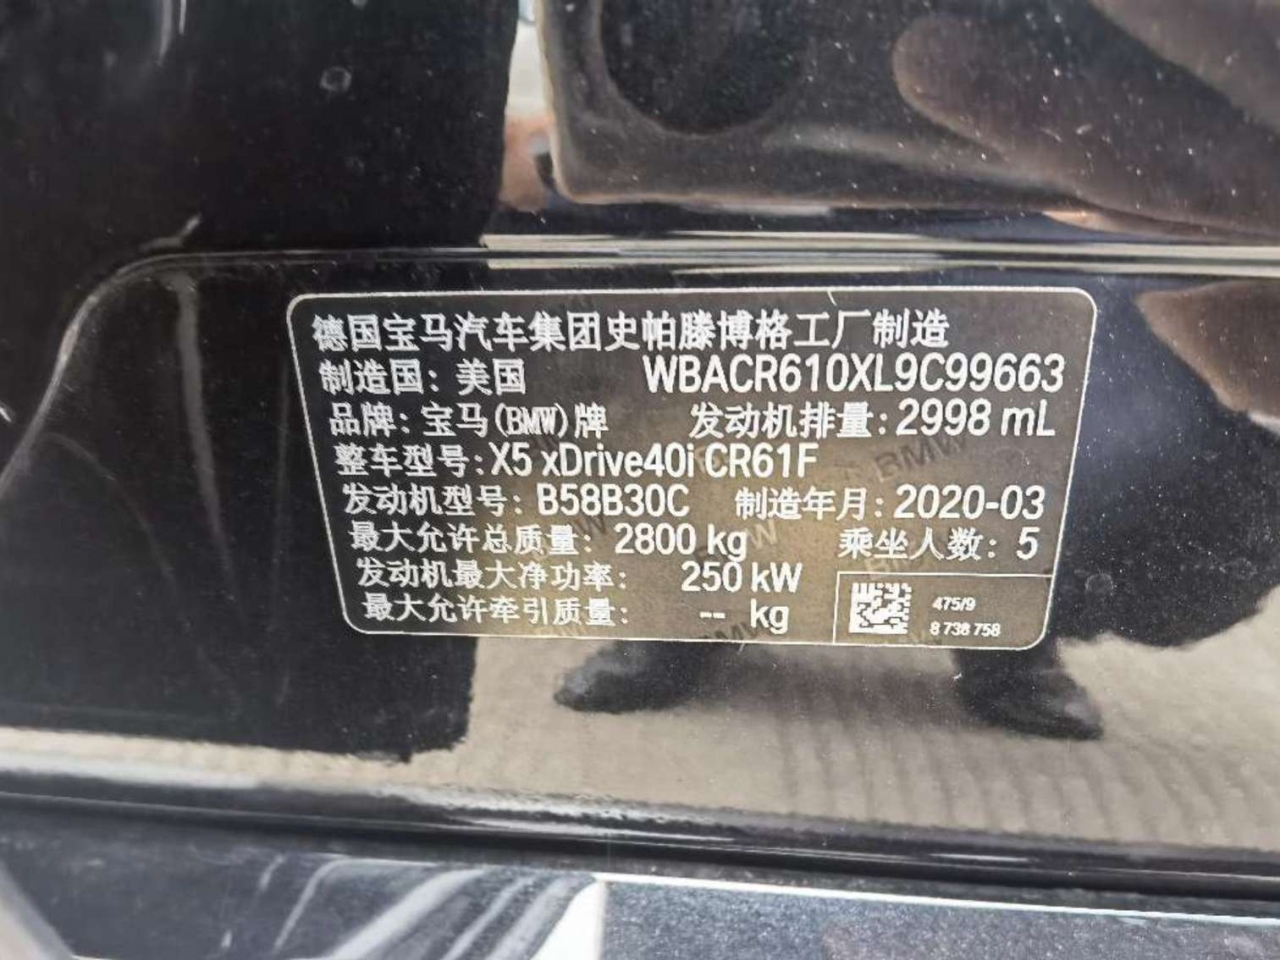 德国宝马汽车集团史帕滕博格工厂制造
制造国: 美国 WBACR610XL9C99663
品牌: 宝马(BMW)牌 发动机排量: 2998 mL
整车型号: X5 xDrive40i CR61F
发动机型号: B58B30C 制造年月: 2020-03
最大允许总质量: 2800 kg 乘坐人数: 5
发动机最大净功率: 250 kW
最大允许牵引质量: -- kg
475/9
8 738 758